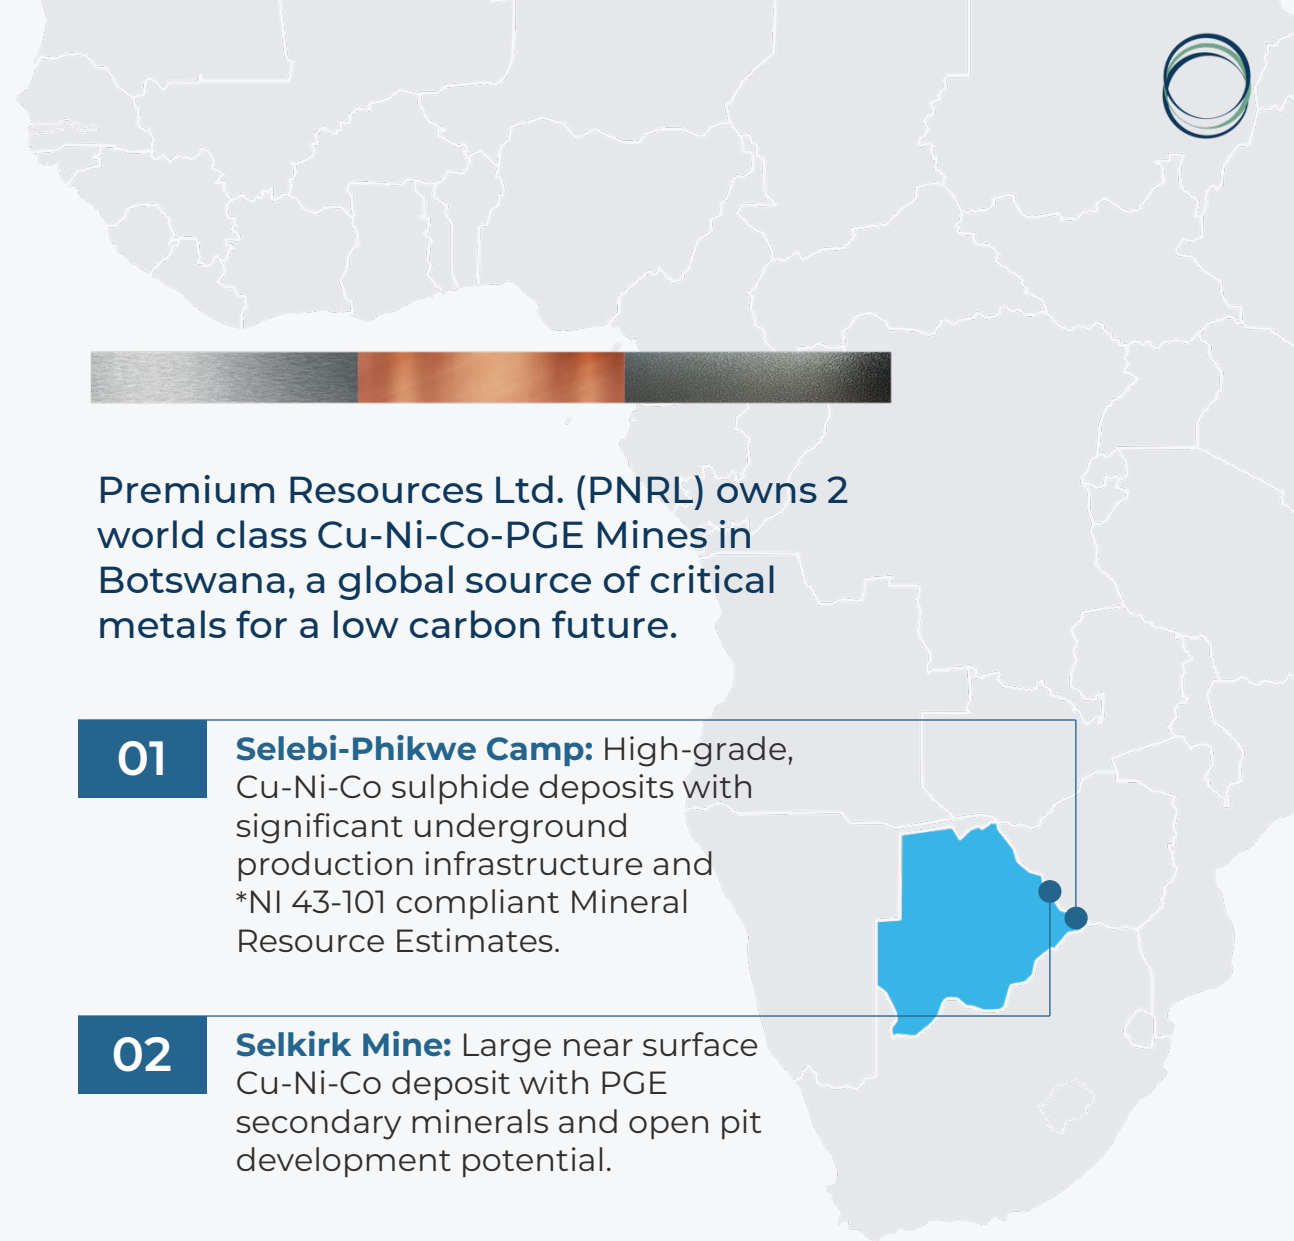 Premium Resources Ltd. (PNRL) owns 2
world class Cu-Ni-Co-PGE Mines in
Botswana, a global source of critical
metals for a low carbon future.
01
Selebi-Phikwe Camp: High-grade,
Cu-Ni-Co sulphide deposits with
significant underground
production infrastructure and
*NI 43-101 compliant Mineral
Resource Estimates.
02
Selkirk Mine: Large near surface
Cu-Ni-Co deposit with PGE
secondary minerals and open pit
development potential.